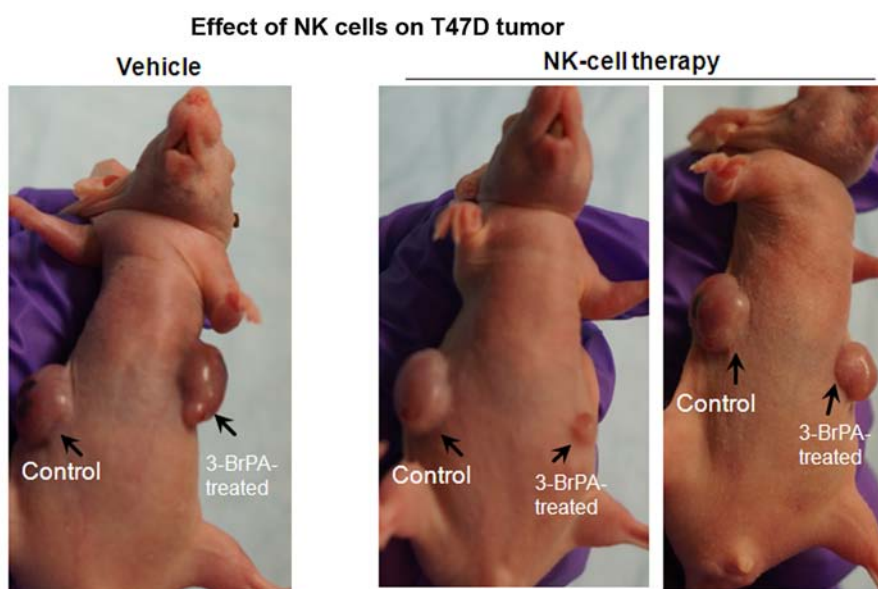 Effect of NK cells on T47D tumor
Vehicle
NK-cell therapy
Control
3-BrPA-
treated
Control
3-BrPA-
treated
Control
3-BrPA-
treated